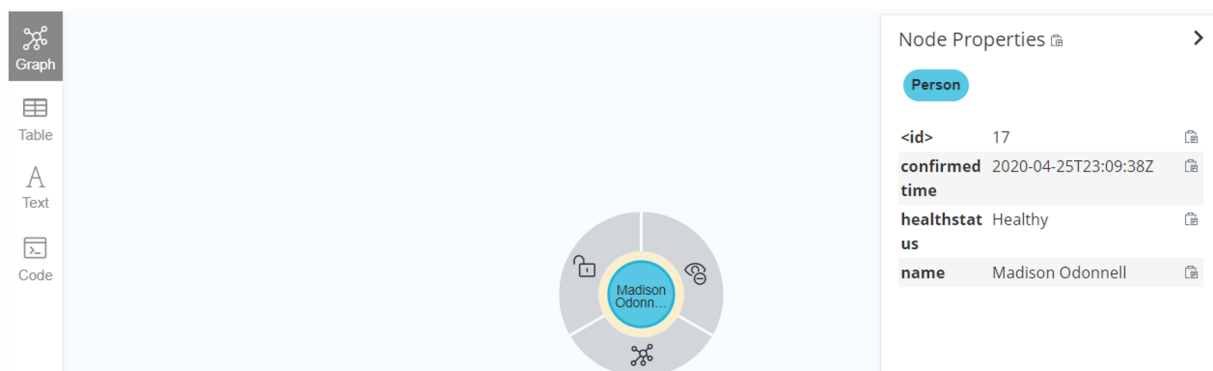 Graph
Table
Text
Code
Madison
Odonn...
Node Properties
Person
<id> 17
confirmed 2020-04-25T23:09:38Z
time
healthstat Healthy
us
name Madison Odonnell